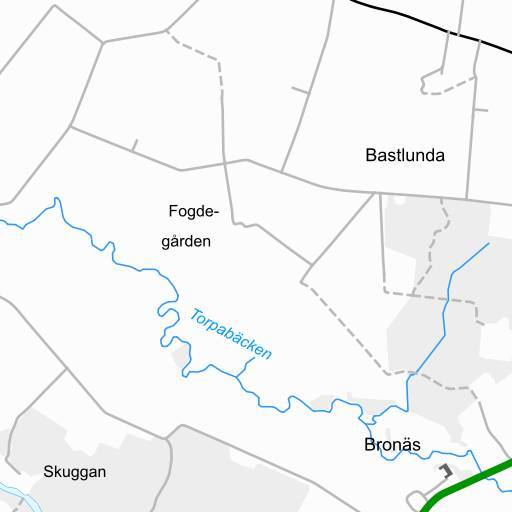 Bastlunda
Fogde-
gården
Torpabäcken
Bronäs
Skuggan